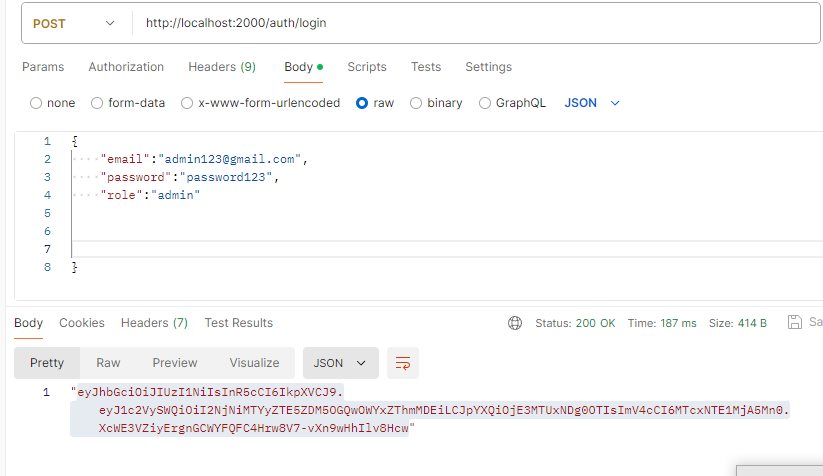 POST http://localhost:2000/auth/login
Params Authorization Headers (9) Body Scripts Tests Settings
none form-data x-www-form-urlencoded raw binary GraphQL JSON
1 {
2 "email":"admin123@gmail.com",
3 "password":"password123",
4 "role":"admin"
5
6
7
8 }
Body Cookies Headers (7) Test Results Status: 200 OK Time: 187 ms Size: 414 B Sa
Pretty Raw Preview Visualize JSON
1 "eyJhbGciOiJIUzI1NiIsInR5cCI6IkpXVCJ9.
eyJ1c2VySWQiOiI2NjNiMTYyZTE5ZDM5OGQwOWYxZThmMDEiLCJpYXQiOjE3MTUxNDg0OTIsImV4cCI6MTcxNTE1MjA5Mn0.
XcWE3VZiyErgnGCWYFQFC4Hrw8V7-vXn9wHhIlv8Hcw"